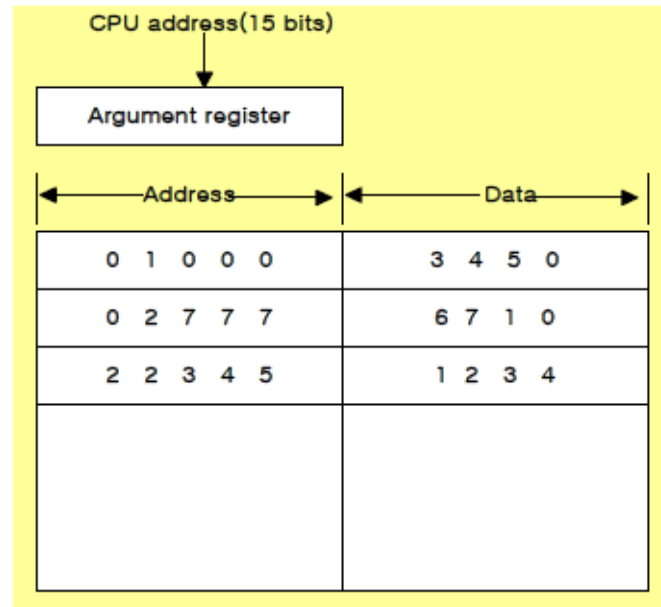 CPU address(15 bits)
Argument register
Address Data
0 1 0 0 0 3 4 5 0
0 2 7 7 7 6 7 1 0
2 2 3 4 5 1 2 3 4